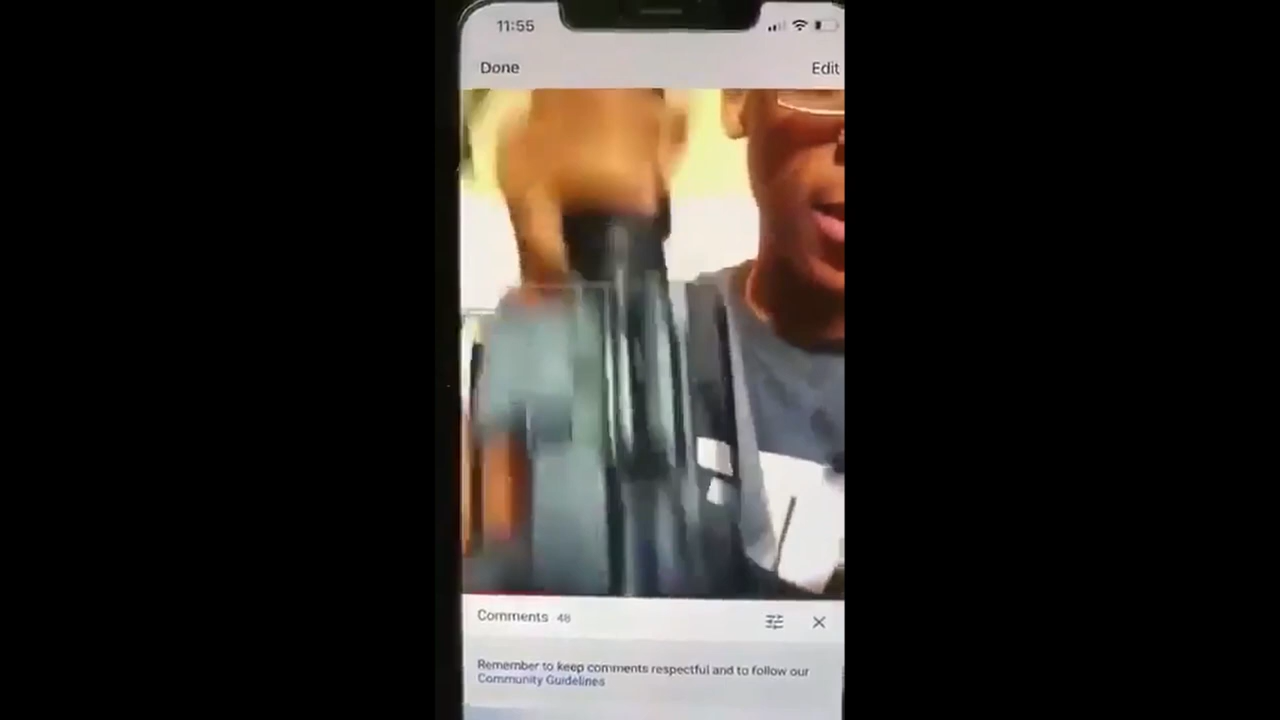 11:55
Done
Edit
Comments 48
Remember to keep comments respectful and to follow our
Community Guidelines